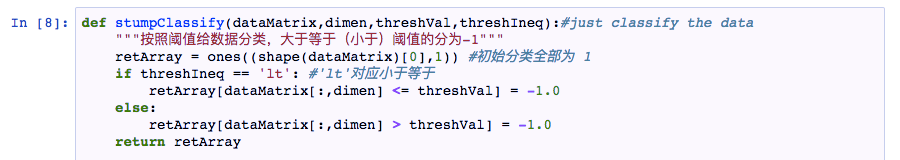 In [8]: def stumpClassify(dataMatrix,dimen,threshVal,threshIneq):#just classify the data
"""按照阈值给数据分类，大于等于（小于）阈值的分为-1"""
retArray = ones((shape(dataMatrix)[0],1)) #初始分类全部为 1
if threshIneq == 'lt': #'lt'对应小于等于
retArray[dataMatrix[:,dimen] <= threshVal] = -1.0
else:
retArray[dataMatrix[:,dimen] > threshVal] = -1.0
return retArray